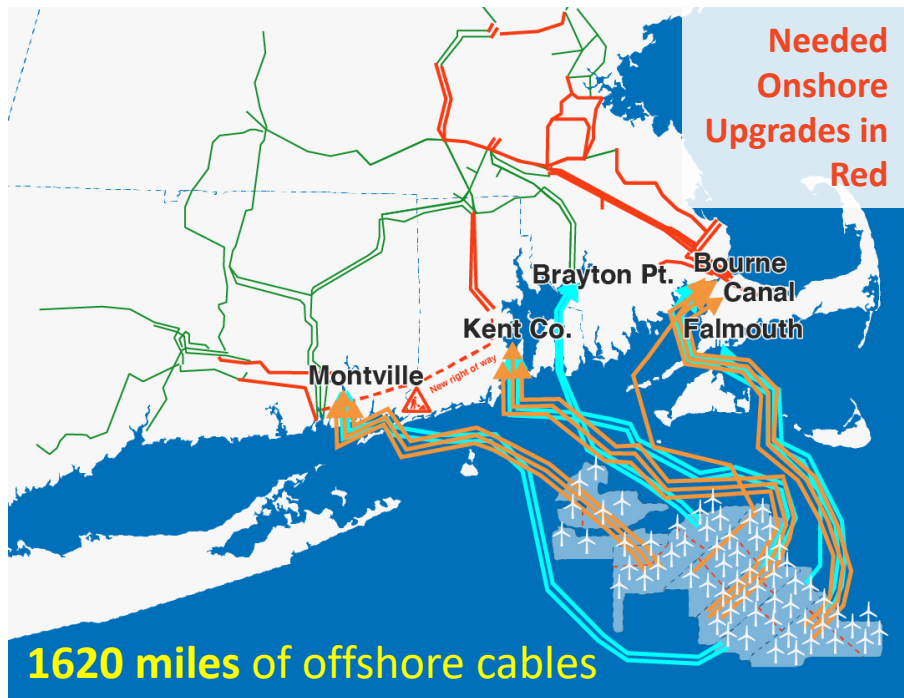 Needed
Onshore
Upgrades in
Red
Bourne
Brayton Pt.
Canal
Kent Co.
Falmouth
Montville
New right of way
1620 miles of offshore cables